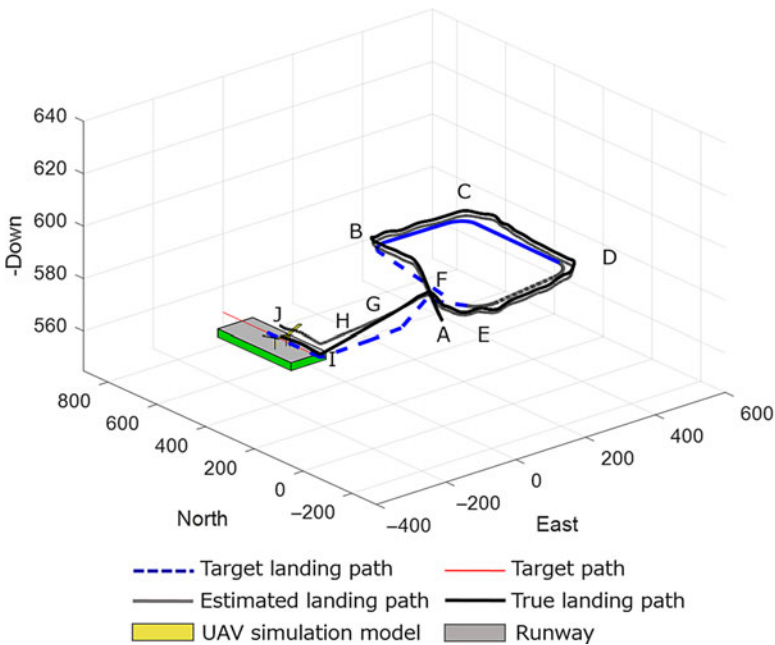 640
620
600
580
560
-Down
800
600
400
200
0
–200
North
–400
–200
0
200
400
600
East
A
B
C
D
E
F
G
H
I
J
Target landing path
Target path
Estimated landing path
True landing path
UAV simulation model
Runway